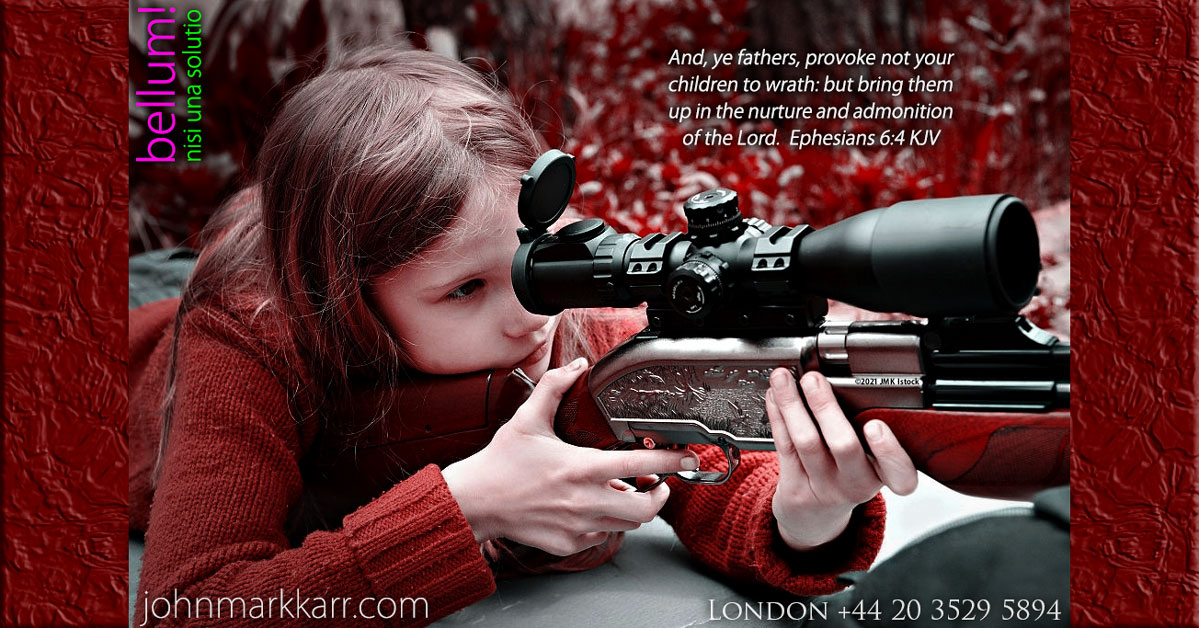 bellum!
nisi una solutio
And, ye fathers, provoke not your
children to wrath: but bring them
up in the nurture and admonition
of the Lord.  Ephesians 6:4 KJV
©2021 JMK Istock
johnmarkkarr.com
London +44 20 3529 5894